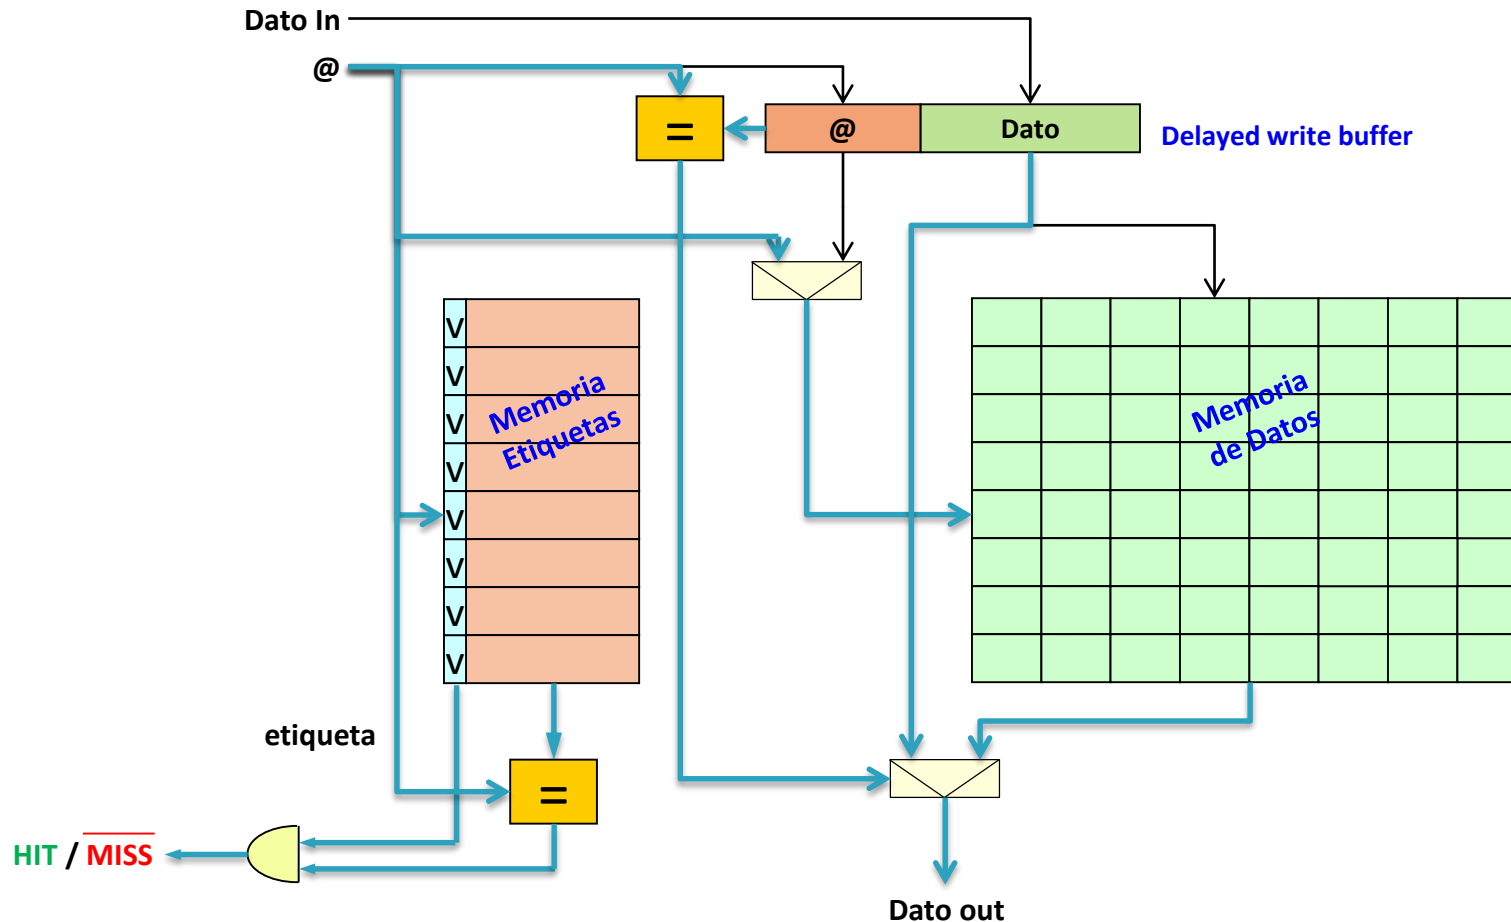 Dato In
@
=
@
Dato
Delayed write buffer
V
V
V
V
V
V
V
V
Memoria
Etiquetas
Memoria
de Datos
etiqueta
=
HIT / MISS
Dato out